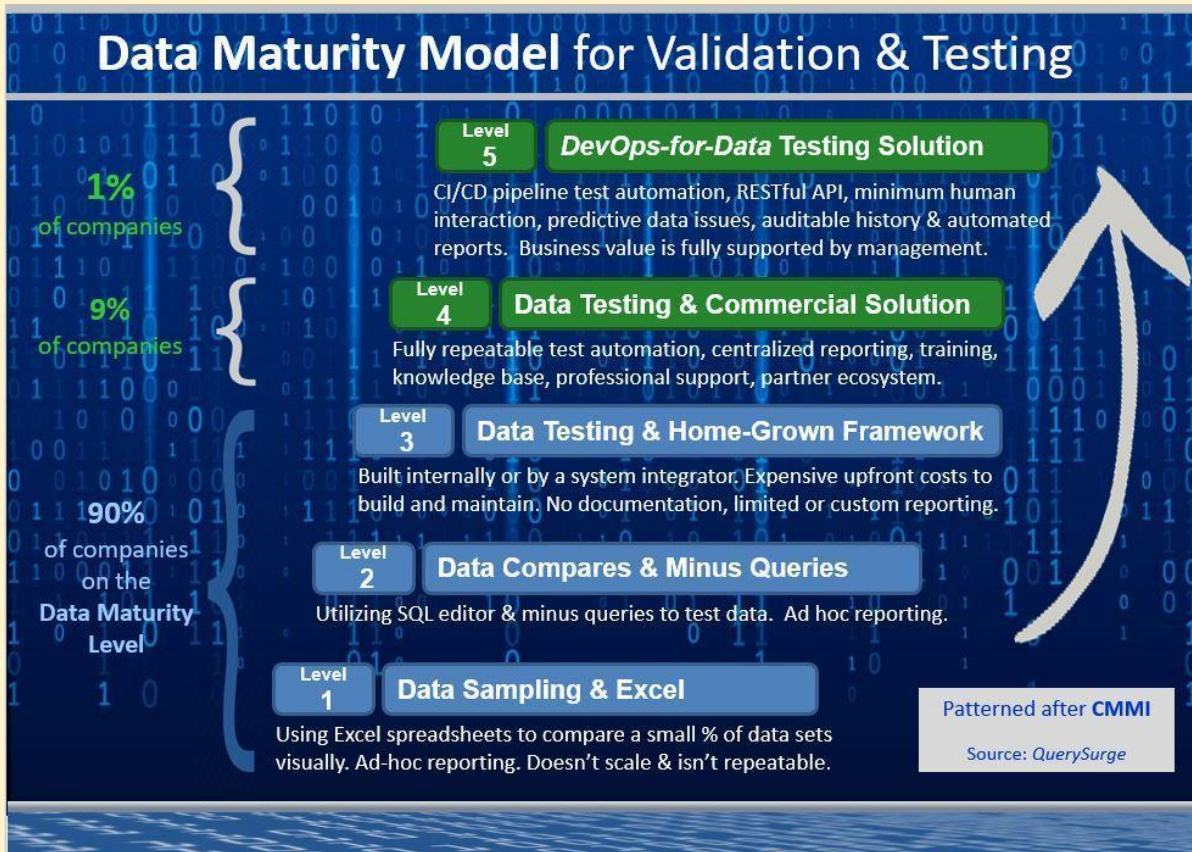 Data Maturity Model for Validation & Testing
1%
of companies
Level
5
DevOps-for-Data Testing Solution
CI/CD pipeline test automation, RESTful API, minimum human
interaction, predictive data issues, auditable history & automated
reports. Business value is fully supported by management.
9%
of companies
Level
4
Data Testing & Commercial Solution
Fully repeatable test automation, centralized reporting, training,
knowledge base, professional support, partner ecosystem.
90%
of companies
on the
Data Maturity
Level
Level
3
Data Testing & Home-Grown Framework
Built internally or by a system integrator. Expensive upfront costs to
build and maintain. No documentation, limited or custom reporting.
Level
2
Data Compares & Minus Queries
Utilizing SQL editor & minus queries to test data. Ad hoc reporting.
Level
1
Data Sampling & Excel
Using Excel spreadsheets to compare a small % of data sets
visually. Ad-hoc reporting. Doesn't scale & isn't repeatable.
Patterned after CMMI
Source: QuerySurge